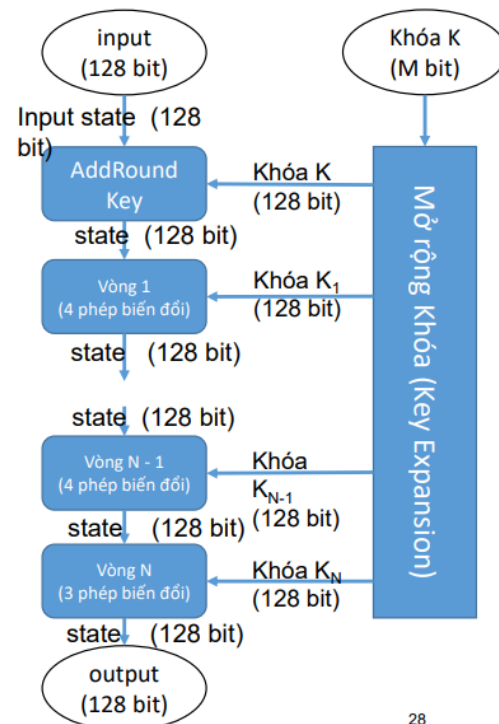 input
(128 bit)
Khóa K
(M bit)
Input state (128
bit)
AddRound
Key
Khóa K
(128 bit)
state (128 bit)
Vòng 1
(4 phép biến đổi)
Khóa K₁
(128 bit)
state (128 bit)
state (128 bit)
Vòng N - 1
(4 phép biến đổi)
Khóa
K_{N-1}
(128 bit)
state (128 bit)
Vòng N
(3 phép biến đổi)
Khóa K_N
(128 bit)
state (128 bit)
output
(128 bit)
Mở rộng Khóa (Key Expansion)
28